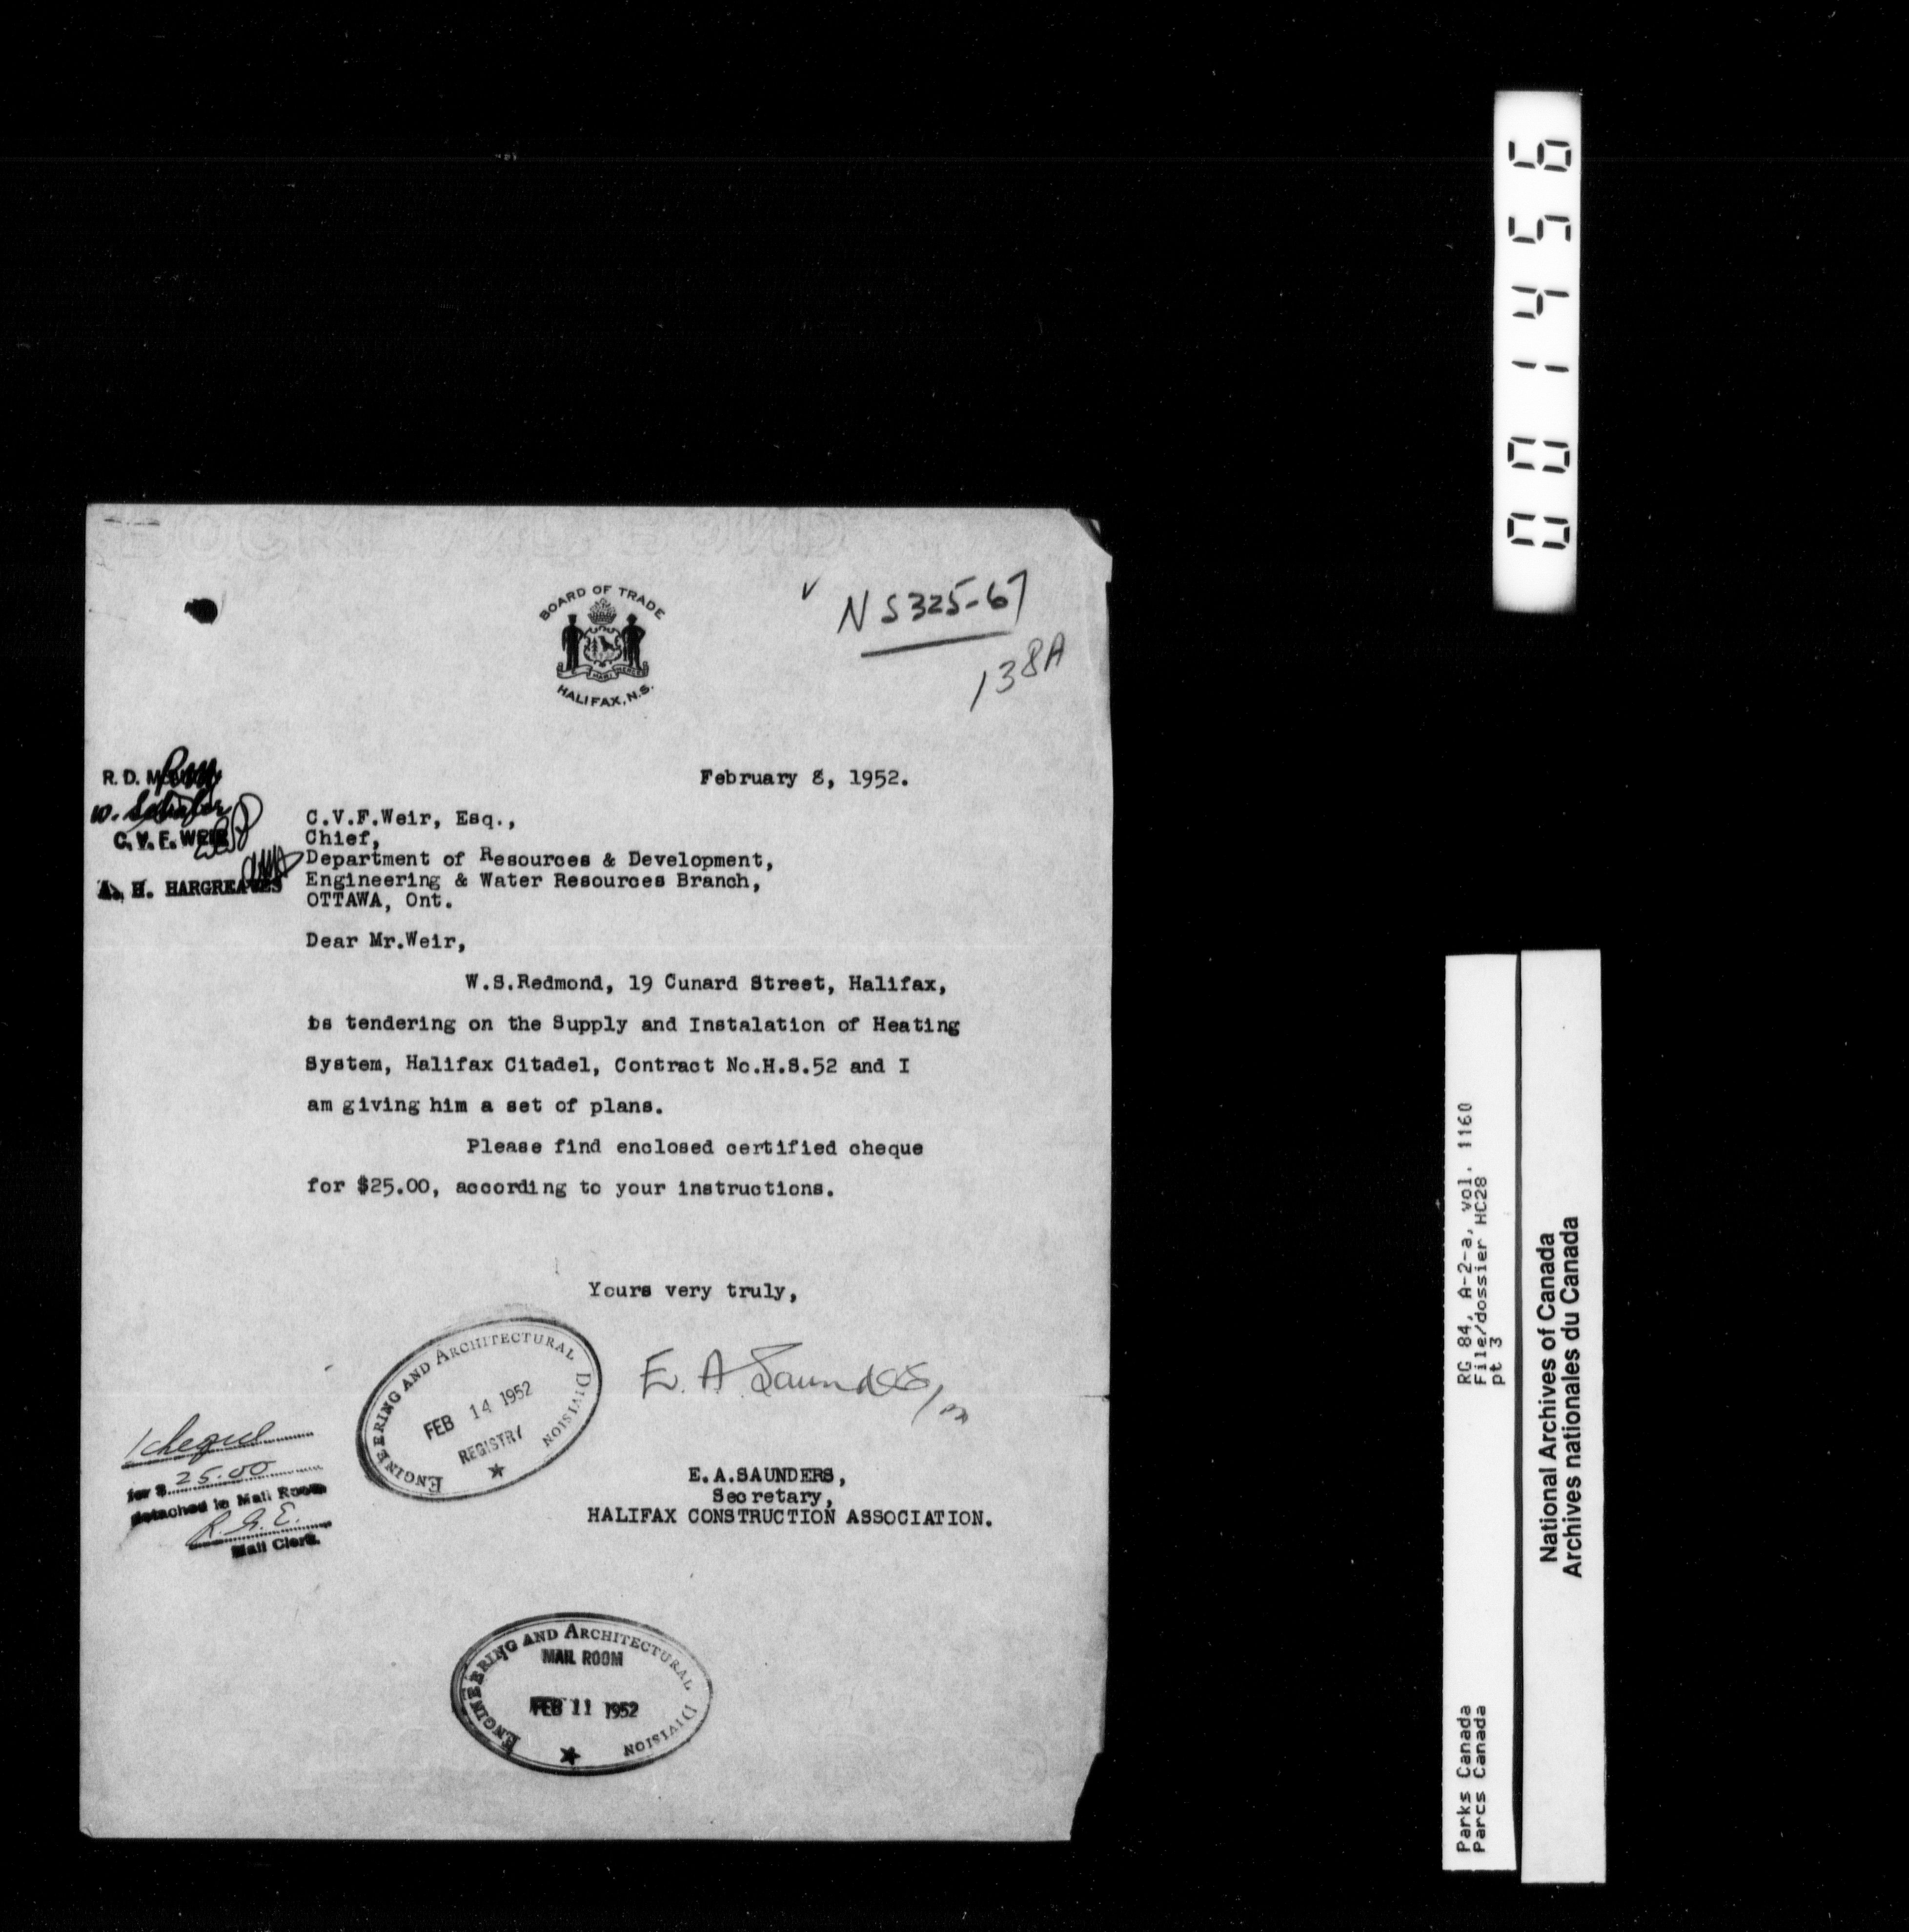 BOARD OF TRADE
HALIFAX, N.S.
NS325-67
138A
R. D.
W. Schafer
C. V. F. WEIR
A. H. HARGREAVES
February 8, 1952.
C.V.F.Weir, Esq.,
Chief,
Department of Resources & Development,
Engineering & Water Resources Branch,
OTTAWA, Ont.
Dear Mr.Weir,
W.S.Redmond, 19 Cunard Street, Halifax,
is tendering on the Supply and Instalation of Heating
System, Halifax Citadel, Contract No.H.S.52 and I
am giving him a set of plans.
Please find enclosed certified cheque
for $25.00, according to your instructions.
Yours very truly,
E. A. Saunders
E.A.SAUNDERS,
Secretary,
HALIFAX CONSTRUCTION ASSOCIATION.
ENGINEERING AND ARCHITECTURAL DIVISION
FEB 14 1952
REGISTRY
1 cheque
for $ 25.00
Detached in Mail Room
Mail Clerk.
ENGINEERING AND ARCHITECTURAL DIVISION
MAIL ROOM
FEB 11 1952
001456
RG 84, A-2-a, vol. 1160
File/dossier HC28
pt 3
Parks Canada
Parcs Canada
National Archives of Canada
Archives nationales du Canada